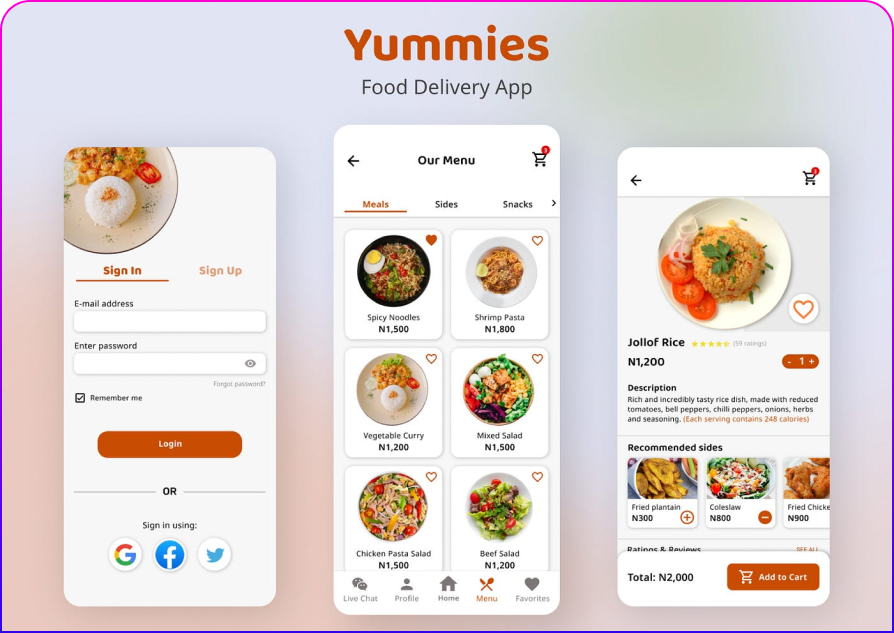 Yummies
Food Delivery App
Sign In
Sign Up
E-mail address
Enter password
Forgot password?
Remember me
Login
OR
Sign in using:
Our Menu
3
Meals
Sides
Snacks
Spicy Noodles
N1,500
Shrimp Pasta
N1,800
Vegetable Curry
N1,200
Mixed Salad
N1,500
Chicken Pasta Salad
N1,500
Beef Salad
N1,200
Live Chat
Profile
Home
Menu
Favorites
Jollof Rice
(59 ratings)
N1,200
- 1 +
Description
Rich and incredibly tasty rice dish, made with reduced
tomatoes, bell peppers, chilli peppers, onions, herbs
and seasoning. (Each serving contains 248 calories)
Recommended sides
Fried plantain
N300
Coleslaw
N800
Fried Chicke
N900
Ratings & Reviews
SEE ALL
Total: N2,000
Add to Cart